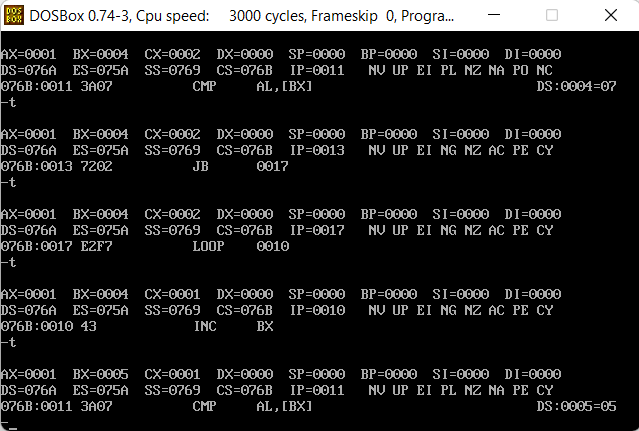 DOS
BOX
DOSBox 0.74-3, Cpu speed: 3000 cycles, Frameskip 0, Progra...
AX=0001 BX=0004 CX=0002 DX=0000 SP=0000 BP=0000 SI=0000 DI=0000
DS=076A ES=075A SS=0769 CS=076B IP=0011 NV UP EI PL NZ NA PO NC
076B:0011 3A07 CMP AL,[BX] DS:0004=07
-t
AX=0001 BX=0004 CX=0002 DX=0000 SP=0000 BP=0000 SI=0000 DI=0000
DS=076A ES=075A SS=0769 CS=076B IP=0013 NV UP EI NG NZ AC PE CY
076B:0013 7202 JB 0017
-t
AX=0001 BX=0004 CX=0002 DX=0000 SP=0000 BP=0000 SI=0000 DI=0000
DS=076A ES=075A SS=0769 CS=076B IP=0017 NV UP EI NG NZ AC PE CY
076B:0017 E2F7 LOOP 0010
-t
AX=0001 BX=0004 CX=0001 DX=0000 SP=0000 BP=0000 SI=0000 DI=0000
DS=076A ES=075A SS=0769 CS=076B IP=0010 NV UP EI NG NZ AC PE CY
076B:0010 43 INC BX
-t
AX=0001 BX=0005 CX=0001 DX=0000 SP=0000 BP=0000 SI=0000 DI=0000
DS=076A ES=075A SS=0769 CS=076B IP=0011 NV UP EI PL NZ NA PE CY
076B:0011 3A07 CMP AL,[BX] DS:0005=05
-_